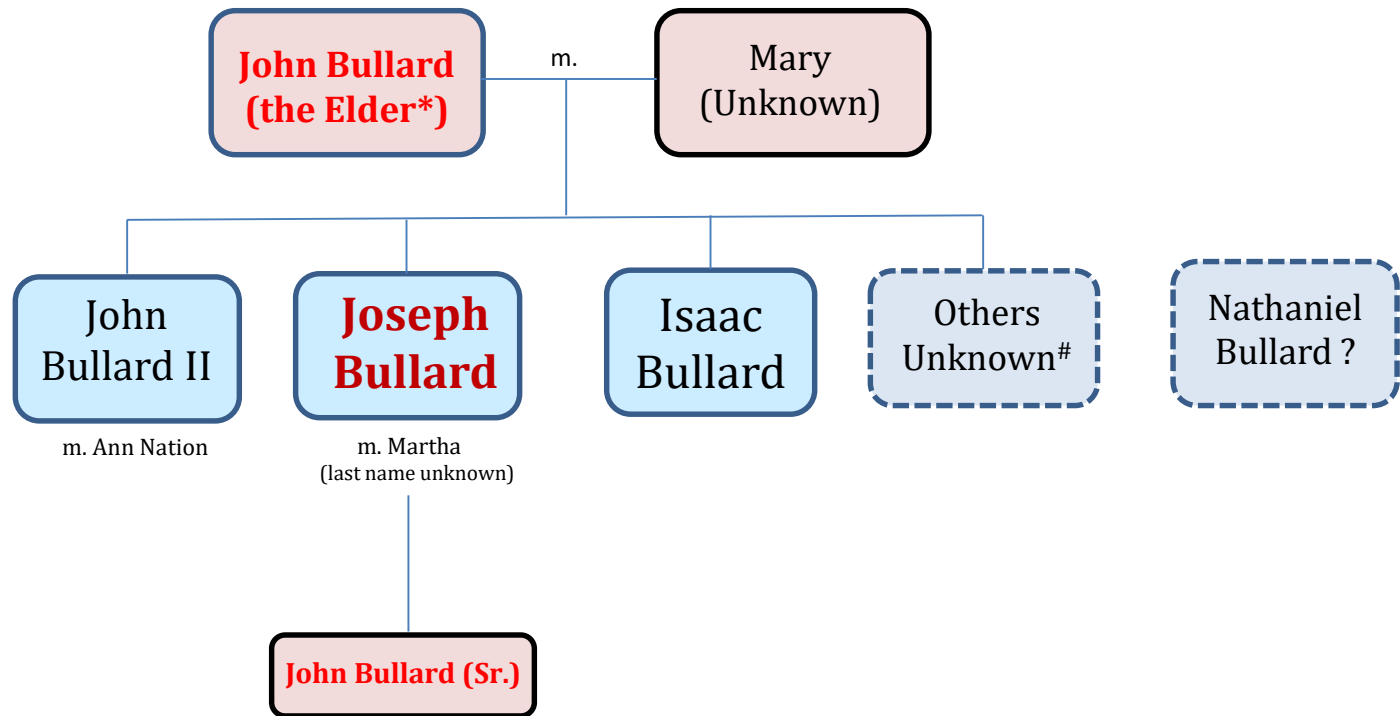 John Bullard
(the Elder*)
m.
Mary
(Unknown)
John
Bullard II
Joseph
Bullard
Isaac
Bullard
Others
Unknown#
Nathaniel
Bullard ?
m. Ann Nation
m. Martha
(last name unknown)
John Bullard (Sr.)